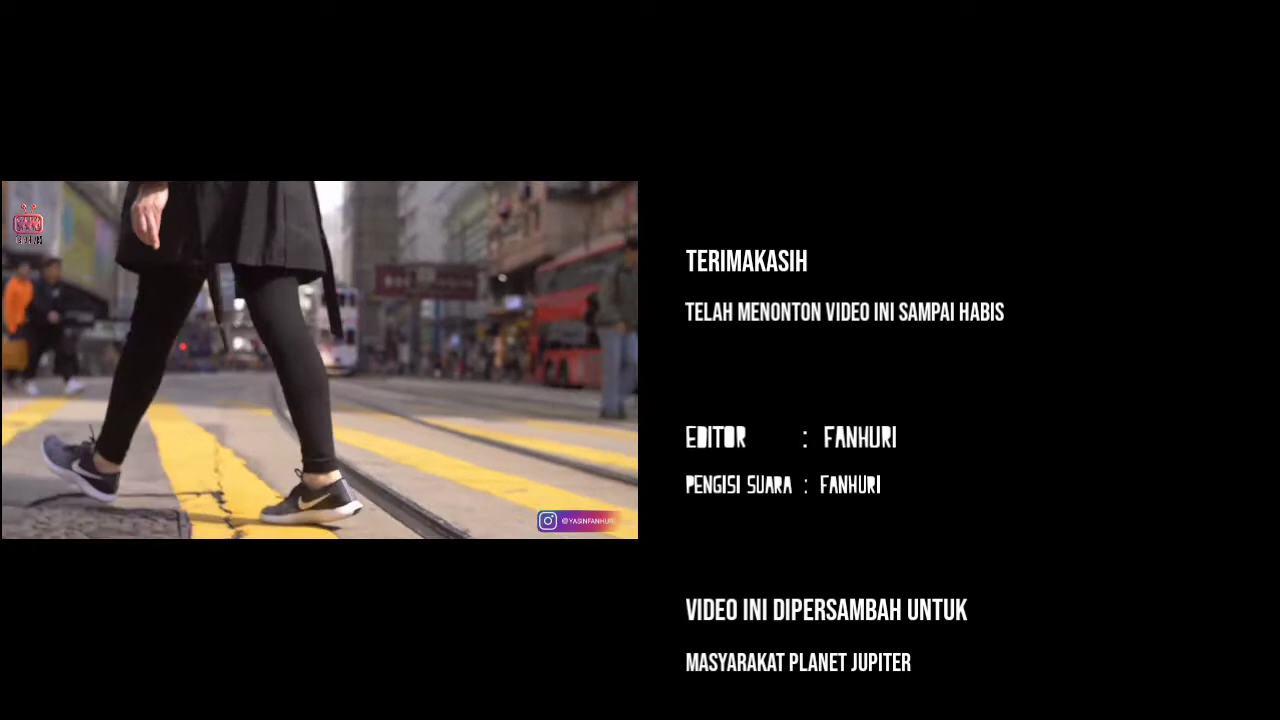 TERIMAKASIH
TELAH MENONTON VIDEO INI SAMPAI HABIS
EDITOR : FANHURI
PENGISI SUARA : FANHURI
VIDEO INI DIPERSAMBAH UNTUK
MASYARAKAT PLANET JUPITER
@YASINFANHURI